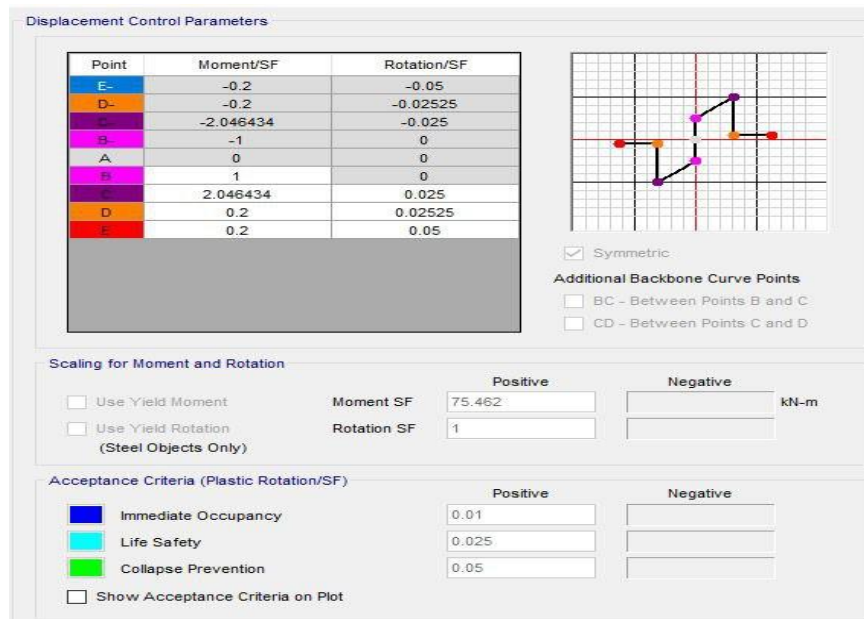 Displacement Control Parameters
Point Moment/SF Rotation/SF
E- -0.2 -0.05
D- -0.2 -0.02525
C- -2.046434 -0.025
B- -1 0
A 0 0
B 1 0
C 2.046434 0.025
D 0.2 0.02525
E 0.2 0.05
Symmetric
Additional Backbone Curve Points
BC - Between Points B and C
CD - Between Points C and D
Scaling for Moment and Rotation
Positive Negative
Use Yield Moment Moment SF 75.462 kN-m
Use Yield Rotation Rotation SF 1
(Steel Objects Only)
Acceptance Criteria (Plastic Rotation/SF)
Positive Negative
Immediate Occupancy 0.01
Life Safety 0.025
Collapse Prevention 0.05
Show Acceptance Criteria on Plot